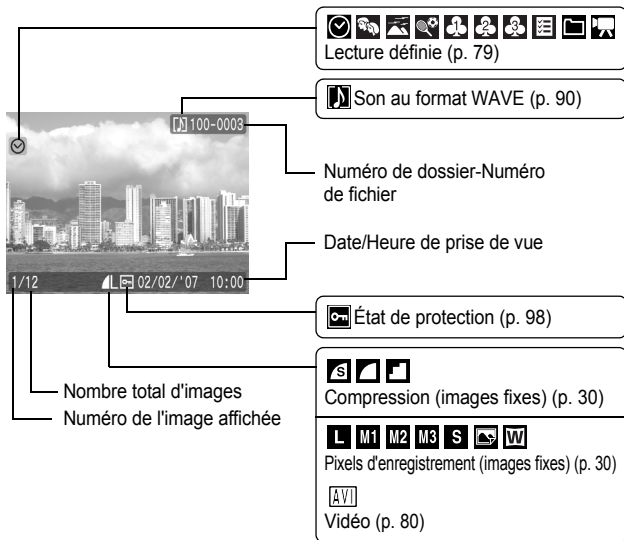 Lecture définie (p. 79)
Son au format WAVE (p. 90)
100-0003
Numéro de dossier-Numéro
de fichier
Date/Heure de prise de vue
1/12
L
02/02/'07 10:00
État de protection (p. 98)
S
Compression (images fixes) (p. 30)
Nombre total d'images
Numéro de l'image affichée
L M1 M2 M3 S W
Pixels d'enregistrement (images fixes) (p. 30)
AVI
Vidéo (p. 80)